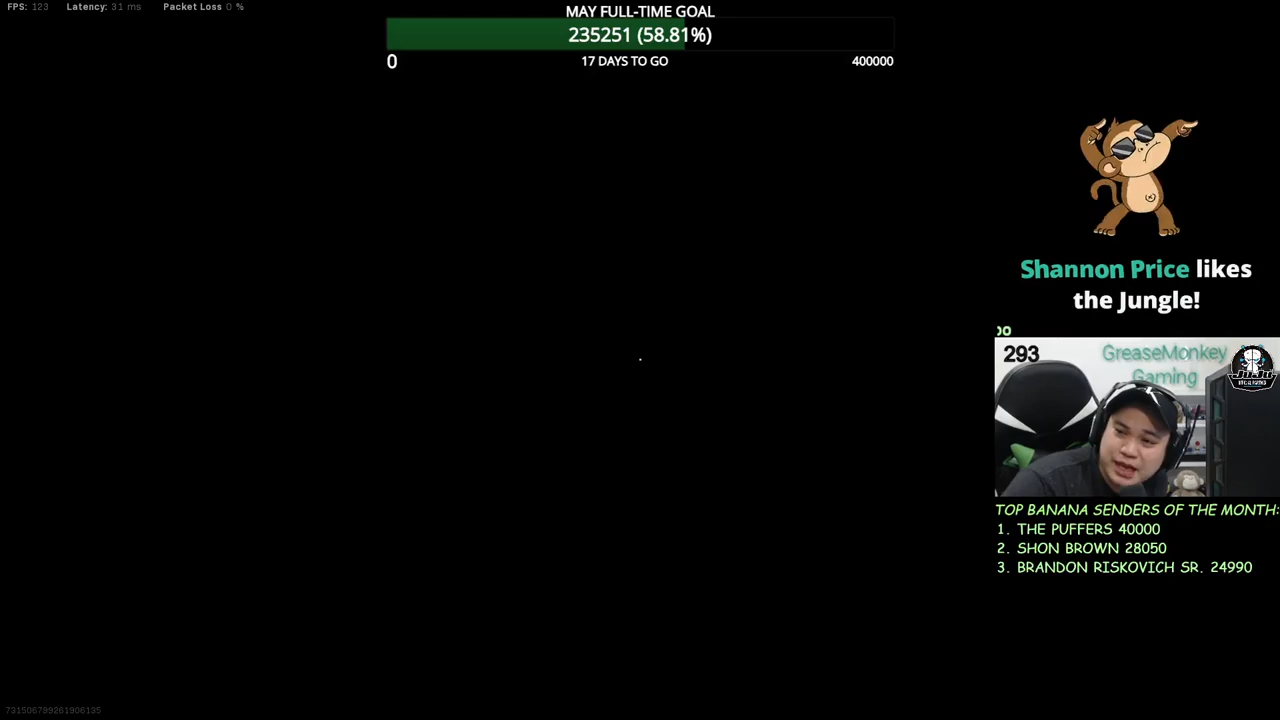 FPS: 123 Latency: 31 ms Packet Loss 0 %
MAY FULL-TIME GOAL
235251 (58.81%)
0 17 DAYS TO GO 400000
Shannon Price likes
the Jungle!
293
GreaseMonkey
Gaming
TOP BANANA SENDERS OF THE MONTH:
1. THE PUFFERS 40000
2. SHON BROWN 28050
3. BRANDON RISKOVICH SR. 24990
731506799261906135